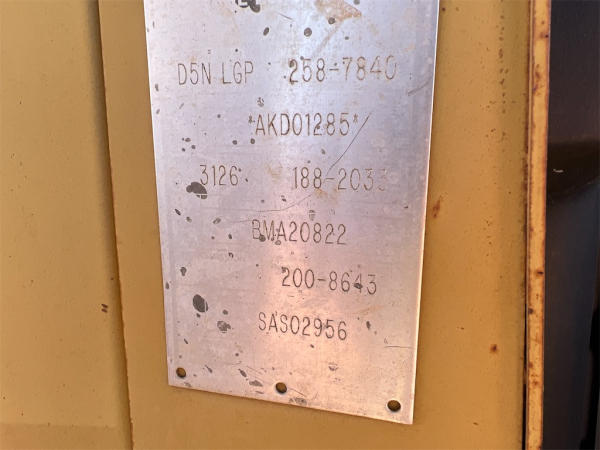 D5N LGP 258-7840
*AKD01285*
3126 188-2033
BMA20822
200-8643
SAS02956